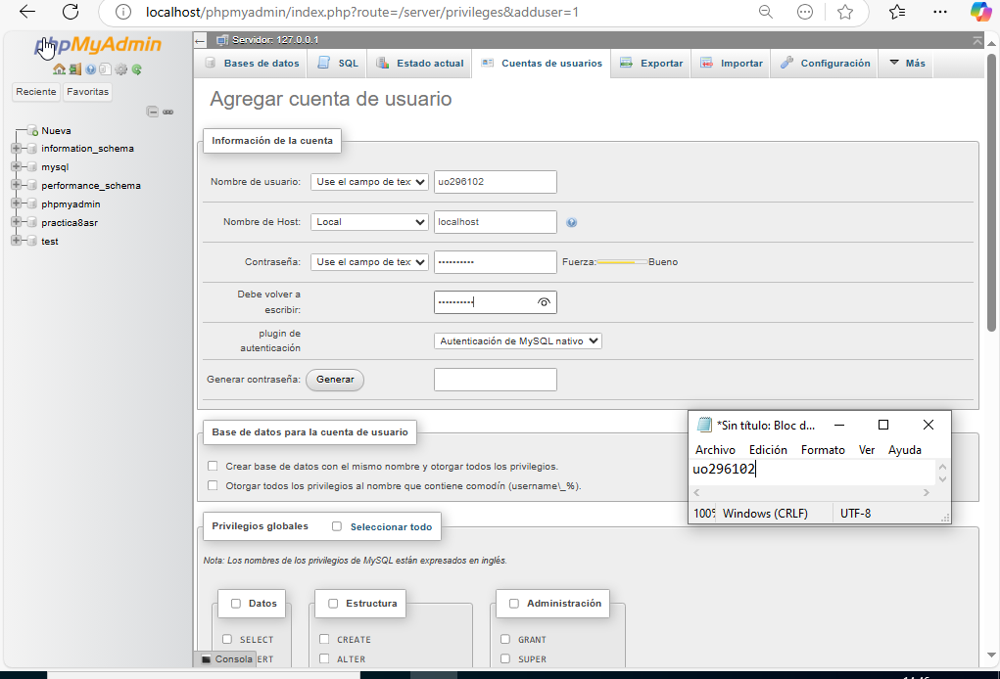 localhost/phpmyadmin/index.php?route=/server/privileges&adduser=1
phpMyAdmin
Reciente Favoritas
Nueva
information_schema
mysql
performance_schema
phpmyadmin
practica8asr
test
Servidor: 127.0.0.1
Bases de datos SQL Estado actual Cuentas de usuarios Exportar Importar Configuración Más
Agregar cuenta de usuario
Información de la cuenta
Nombre de usuario: Use el campo de tex uo296102
Nombre de Host: Local localhost
Contraseña: Use el campo de tex •••••••••• Fuerza: Bueno
Debe volver a
escribir: ••••••••••
plugin de
autenticación Autenticación de MySQL nativo
Generar contraseña: Generar
Base de datos para la cuenta de usuario
Crear base de datos con el mismo nombre y otorgar todos los privilegios.
Otorgar todos los privilegios al nombre que contiene comodín (username\_%).
Privilegios globales Seleccionar todo
Nota: Los nombres de los privilegios de MySQL están expresados en inglés.
Datos Estructura Administración
SELECT CREATE GRANT
ERT ALTER SUPER
Consola
*Sin título: Bloc d...
Archivo Edición Formato Ver Ayuda
uo296102
100% Windows (CRLF) UTF-8